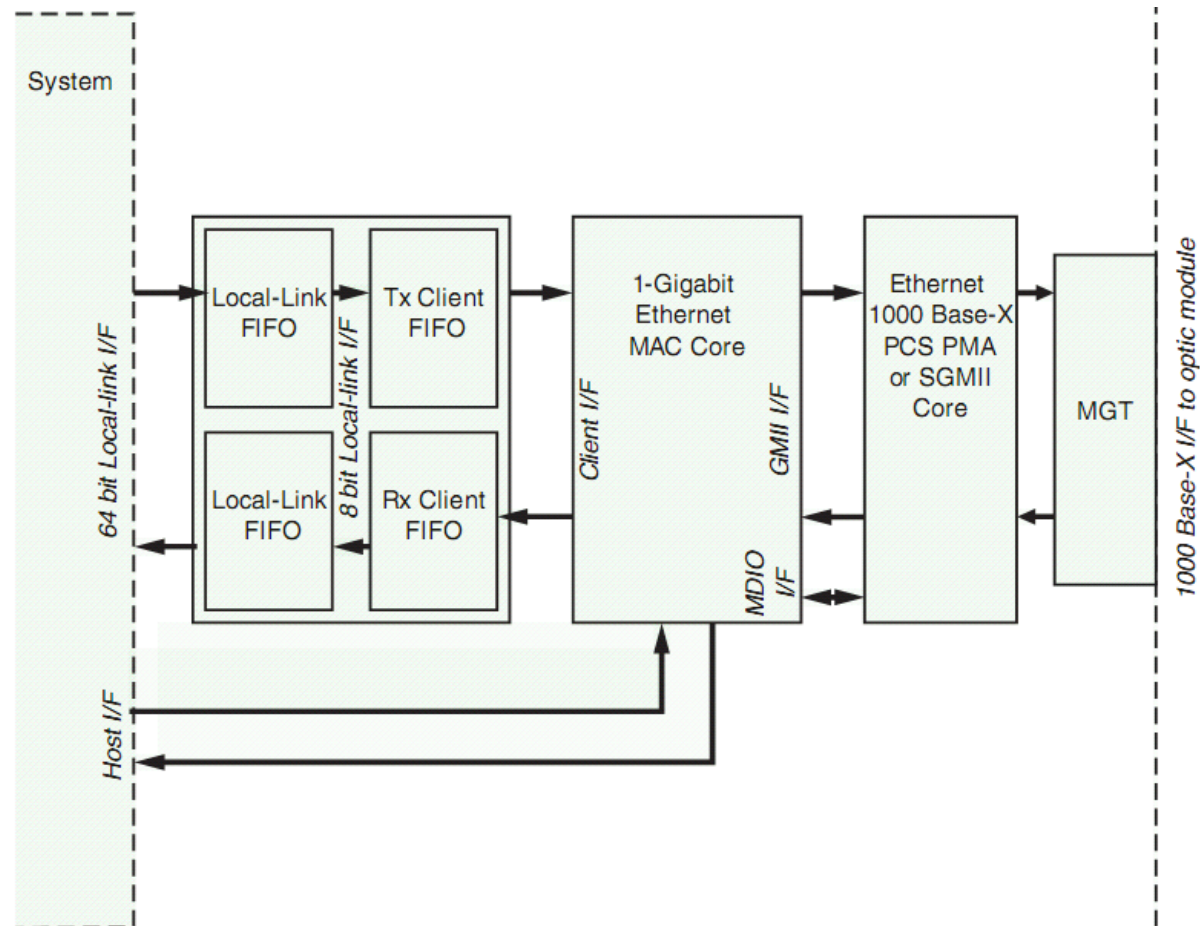 System
64 bit Local-link I/F
Local-Link
FIFO
8 bit Local-link I/F
Tx Client
FIFO
Local-Link
FIFO
Rx Client
FIFO
Client I/F
1-Gigabit
Ethernet
MAC Core
GMII I/F
MDIO
I/F
Ethernet
1000 Base-X
PCS PMA
or SGMII
Core
MGT
1000 Base-X I/F to optic module
Host I/F